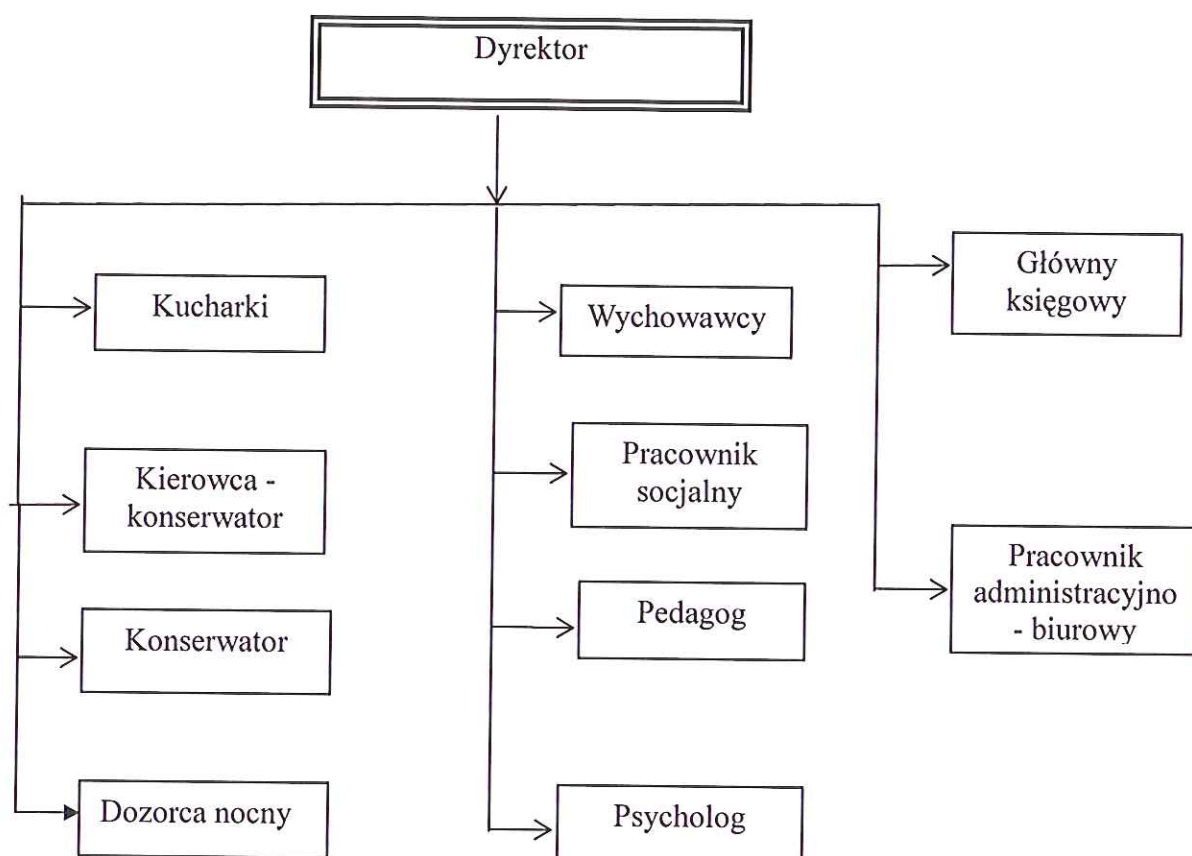 Dyrektor
Kucharki
Kierowca -
konserwator
Konserwator
Dozorca nocny
Wychowawcy
Pracownik
socjalny
Pedagog
Psycholog
Główny
księgowy
Pracownik
administracyjno
- biurowy